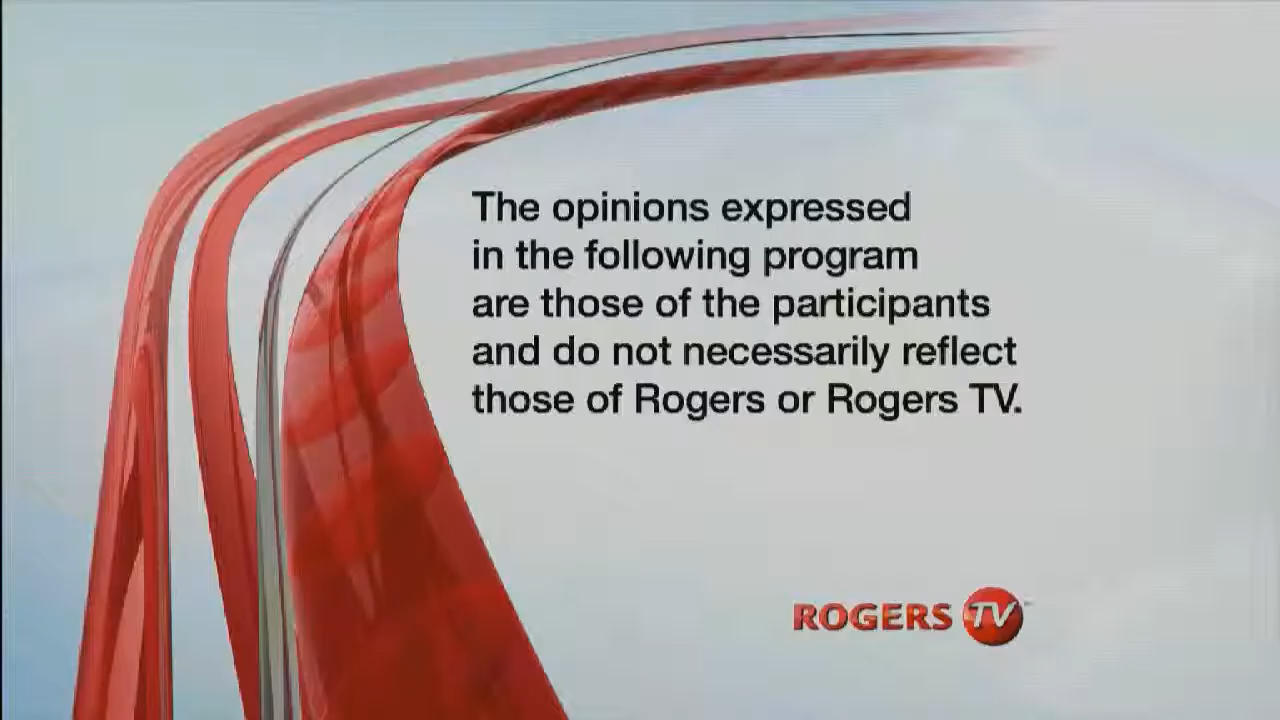 The opinions expressed
in the following program
are those of the participants
and do not necessarily reflect
those of Rogers or Rogers TV.
ROGERS TV